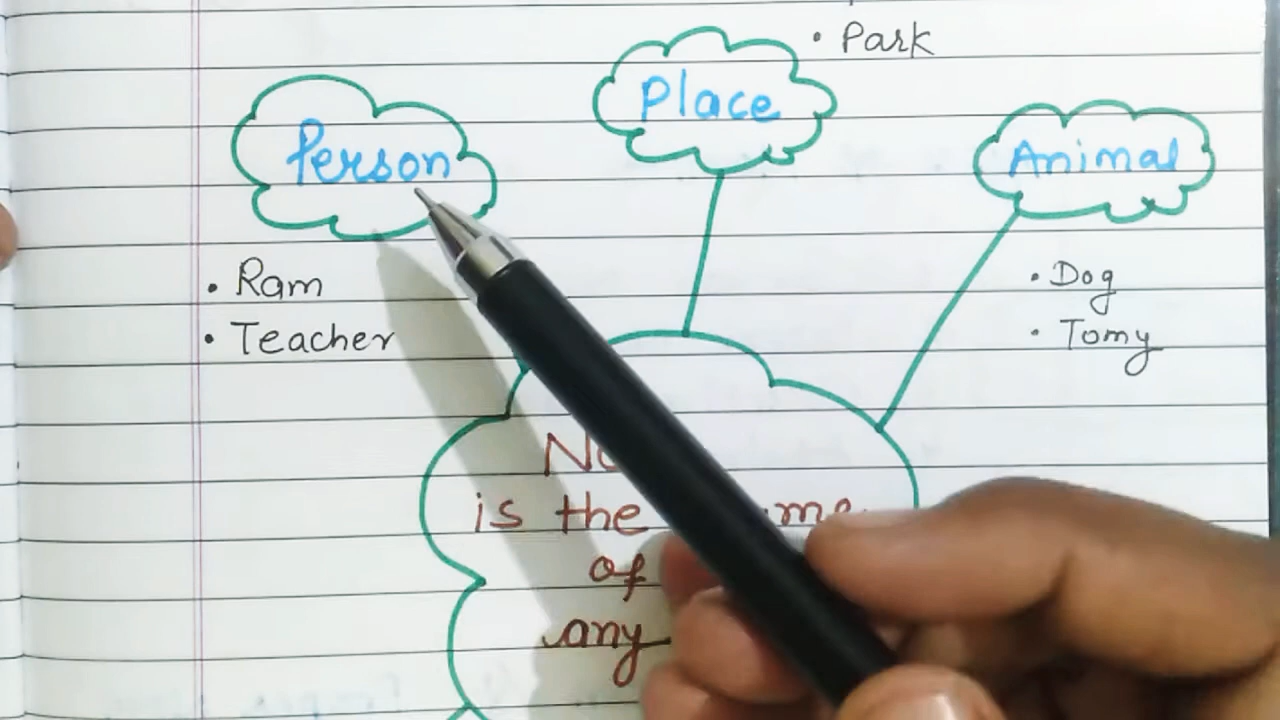 • Park
Place
Person
Animal
• Ram
• Teacher
• Dog
• Tomy
is the
of
any